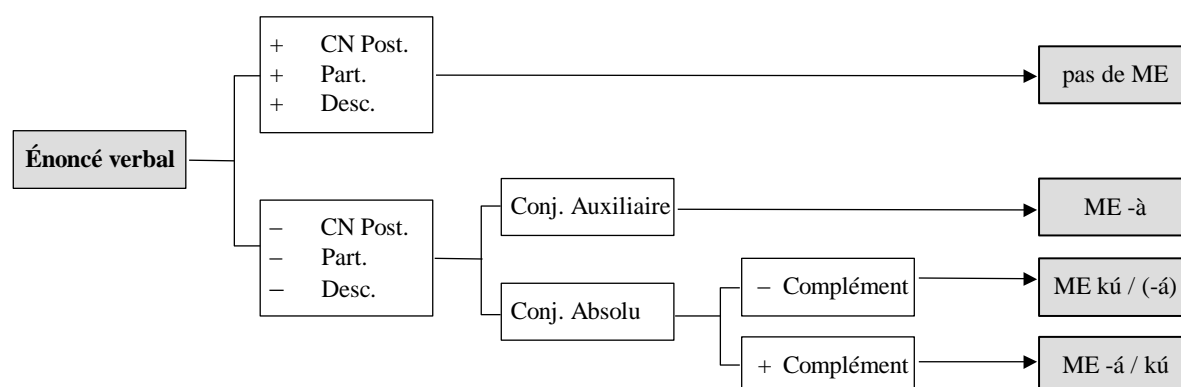 + CN Post.
+ Part.
+ Desc.
pas de ME
Énoncé verbal
− CN Post.
− Part.
− Desc.
Conj. Auxiliaire
ME -à
Conj. Absolu
− Complément
ME kú / (-á)
+ Complément
ME -á / kú